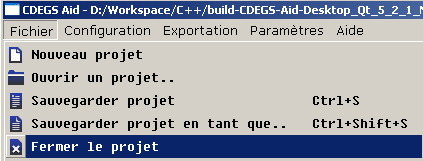 CDEGS Aid - D:/Workspace/C++/build-CDEGS-Aid-Desktop_Qt_5_2_1_
Fichier Configuration Exportation Paramètres Aide
Nouveau projet
Ouvrir un projet..
Sauvegarder projet Ctrl+S
Sauvegarder projet en tant que.. Ctrl+Shift+S
Fermer le projet